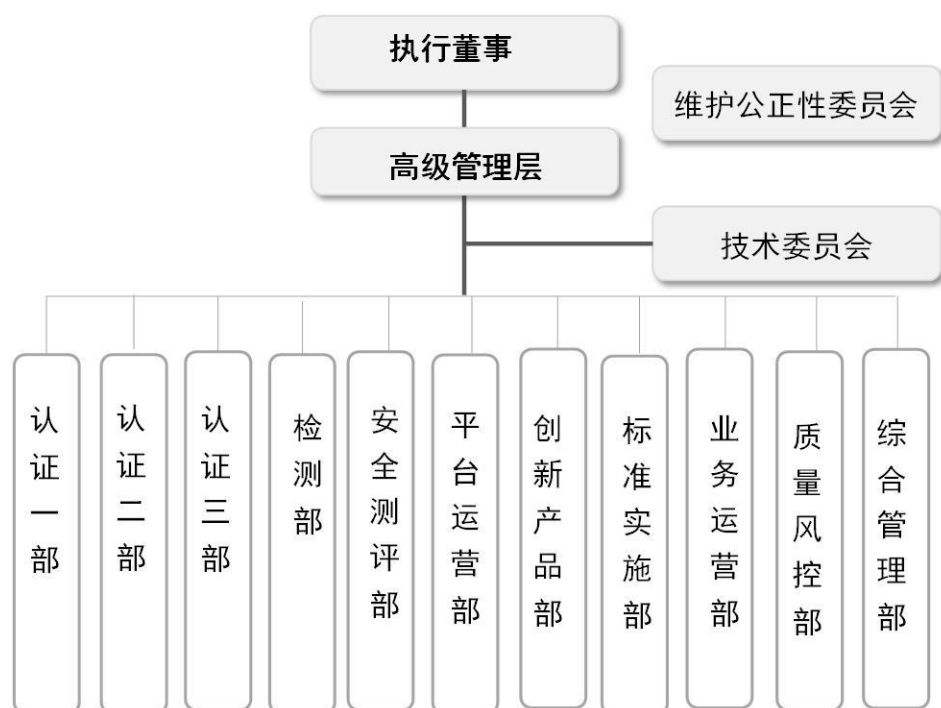 执行董事
维护公正性委员会
高级管理层
技术委员会
认证一部
认证二部
认证三部
检测部
安全测评部
平台运营部
创新产品部
标准实施部
业务运营部
质量风控部
综合管理部